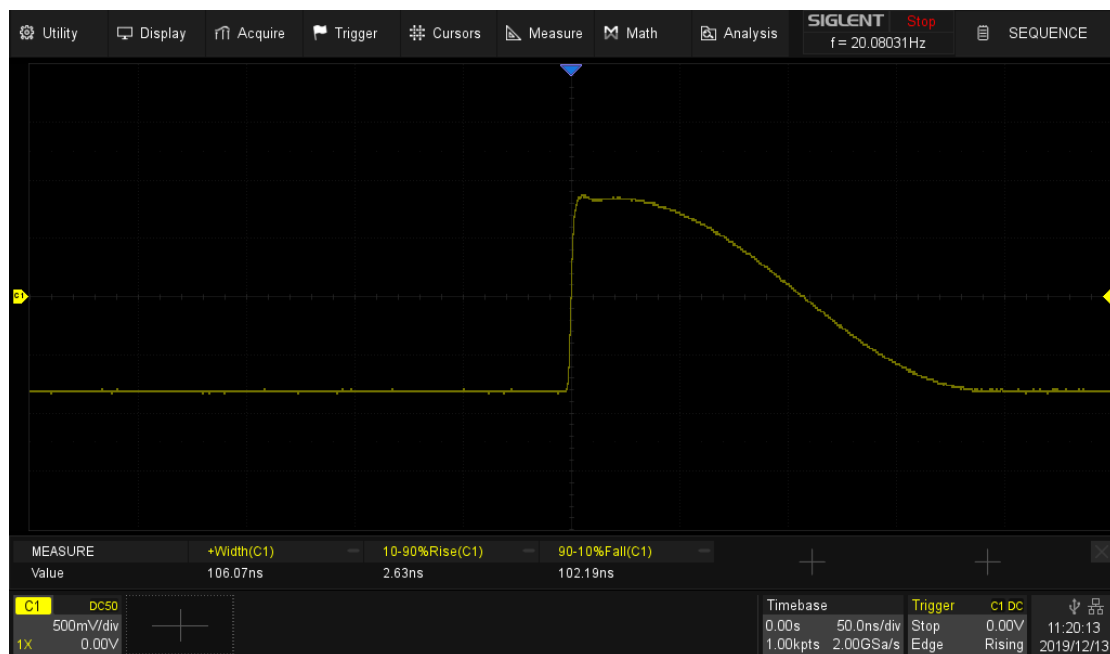 Utility Display Acquire Trigger Cursors Measure Math Analysis SIGLENT Stop SEQUENCE
f = 20.08031Hz
C1
MEASURE +Width(C1) 10-90%Rise(C1) 90-10%Fall(C1)
Value 106.07ns 2.63ns 102.19ns
C1 DC50 Timebase Trigger C1 DC
500mV/div 0.00s 50.0ns/div Stop 0.00V 11:20:13
1X 0.00V 1.00kpts 2.00GSa/s Edge Rising 2019/12/13